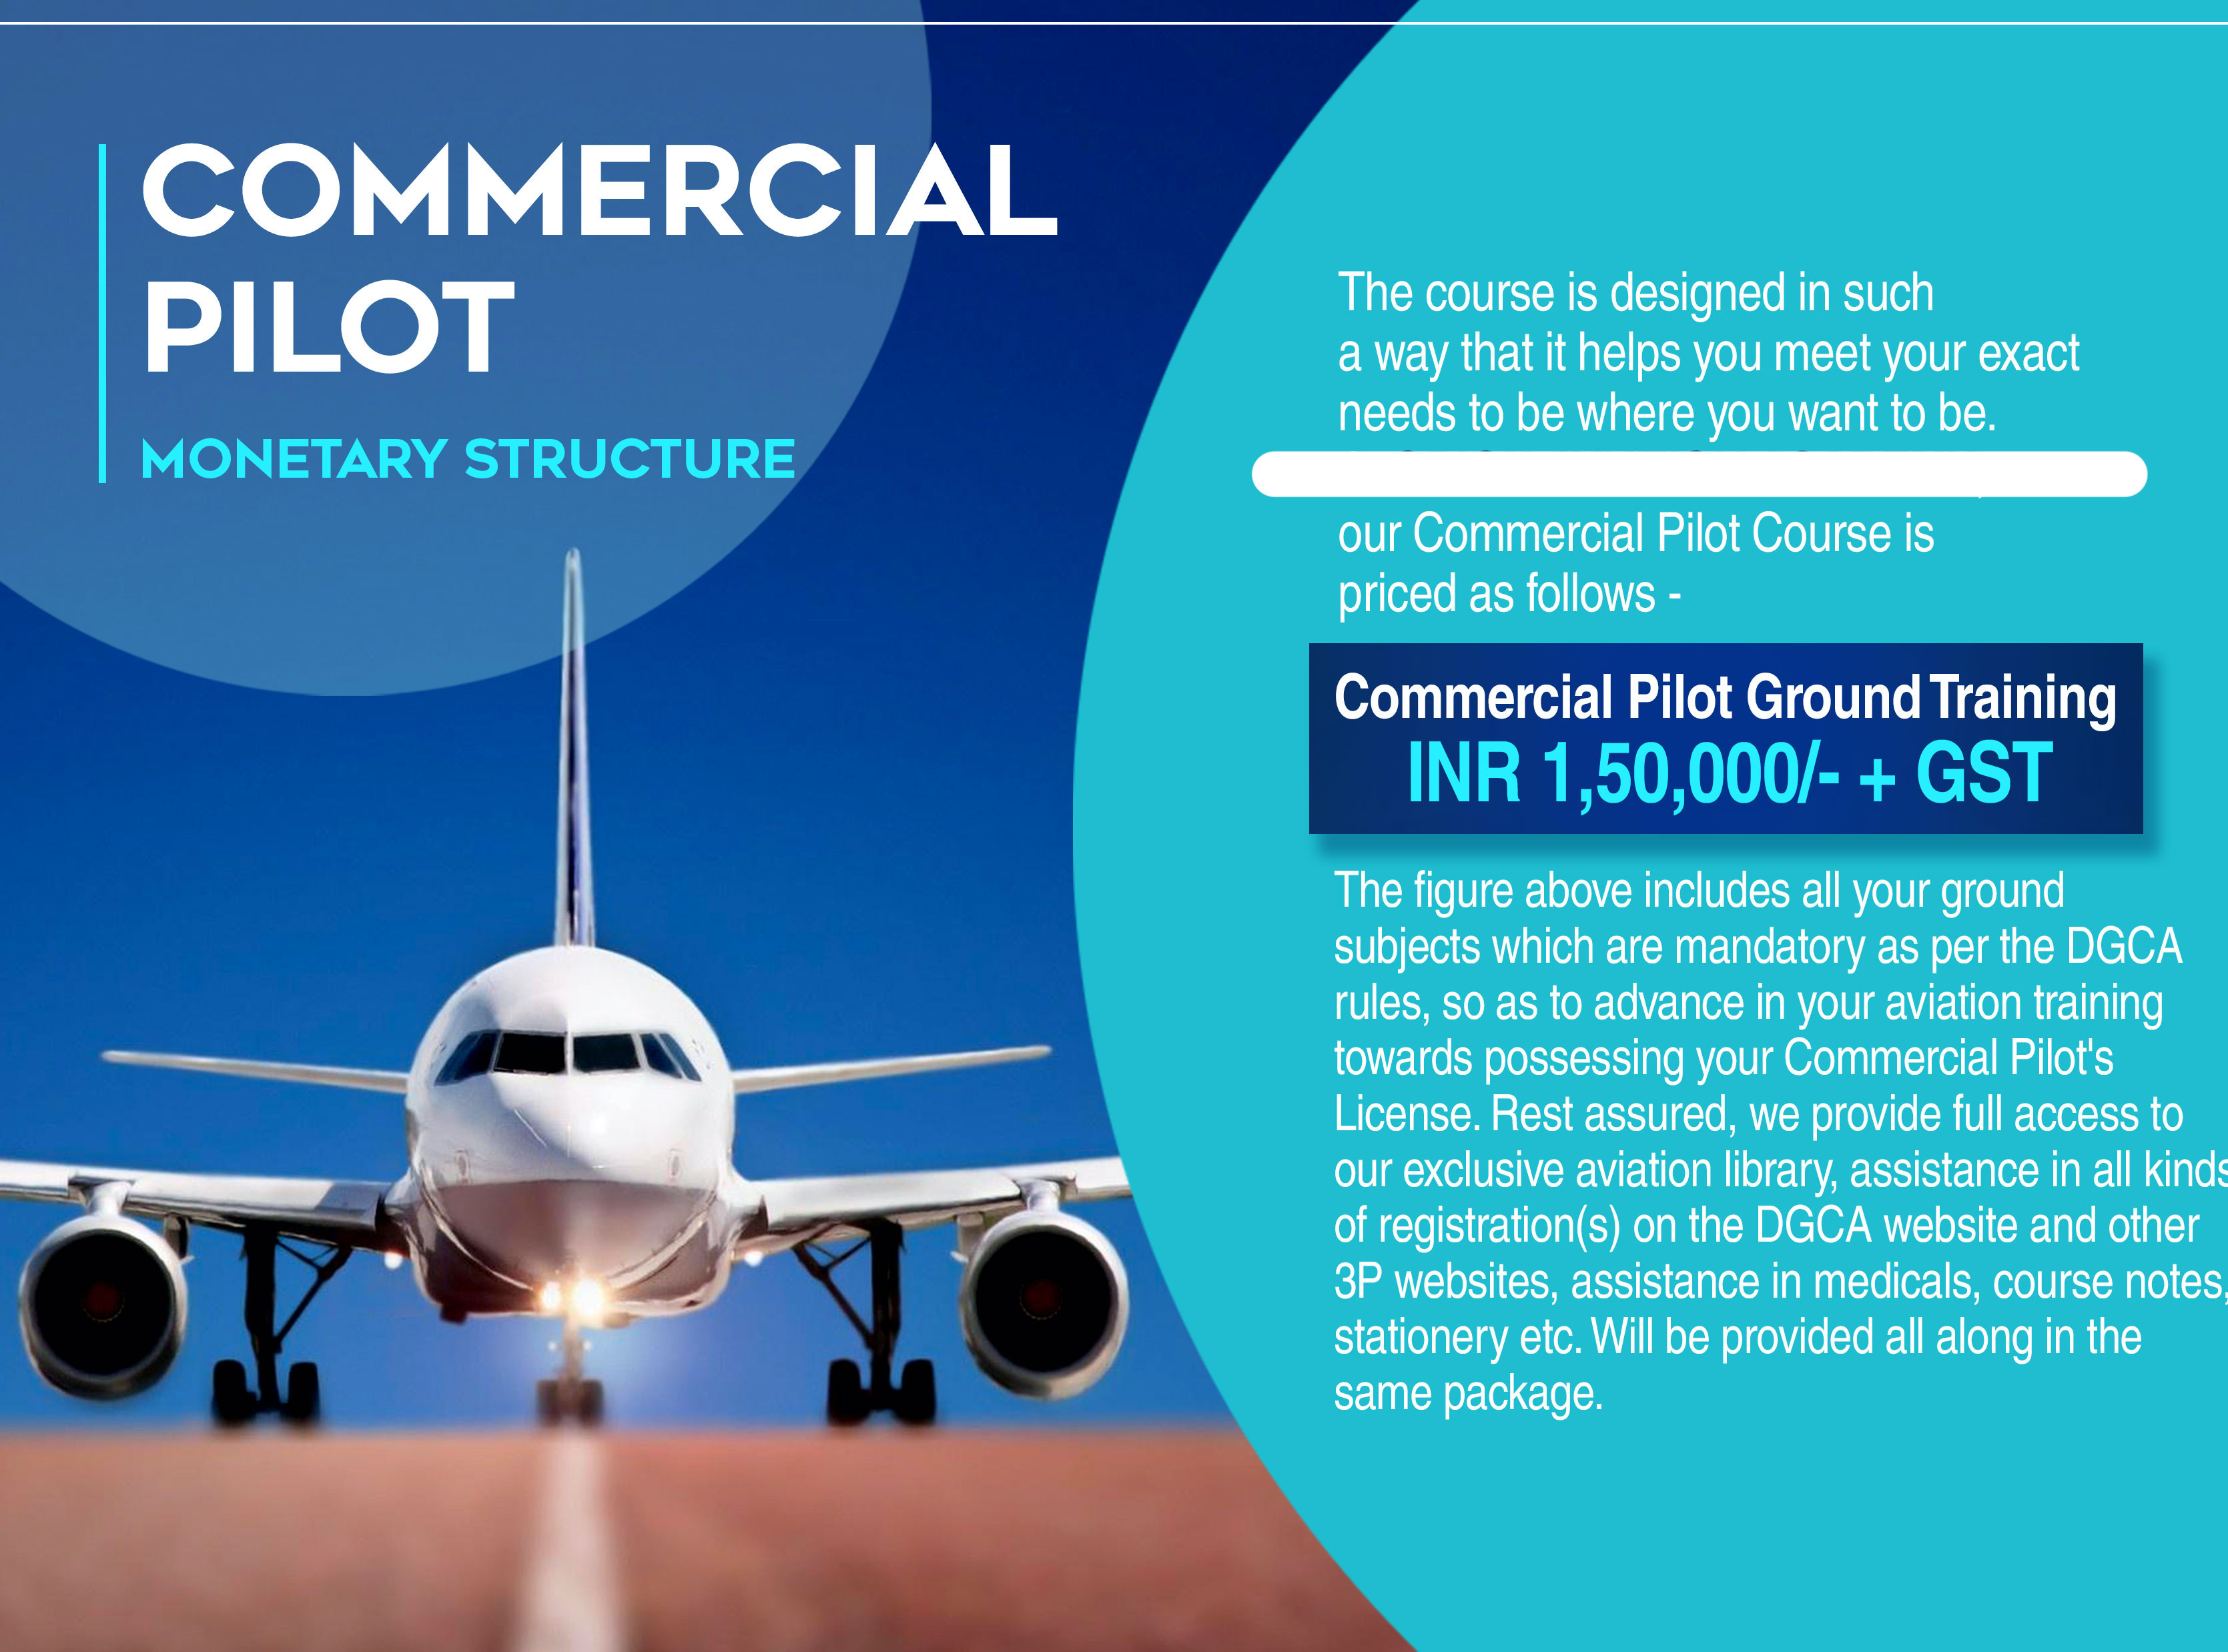 COMMERCIAL
PILOT
MONETARY STRUCTURE
The course is designed in such
a way that it helps you meet your exact
needs to be where you want to be.
our Commercial Pilot Course is
priced as follows -
Commercial Pilot Ground Training
INR 1,50,000/- + GST
The figure above includes all your ground
subjects which are mandatory as per the DGCA
rules, so as to advance in your aviation training
towards possessing your Commercial Pilot's
License. Rest assured, we provide full access to
our exclusive aviation library, assistance in all kinds
of registration(s) on the DGCA website and other
3P websites, assistance in medicals, course notes,
stationery etc. Will be provided all along in the
same package.